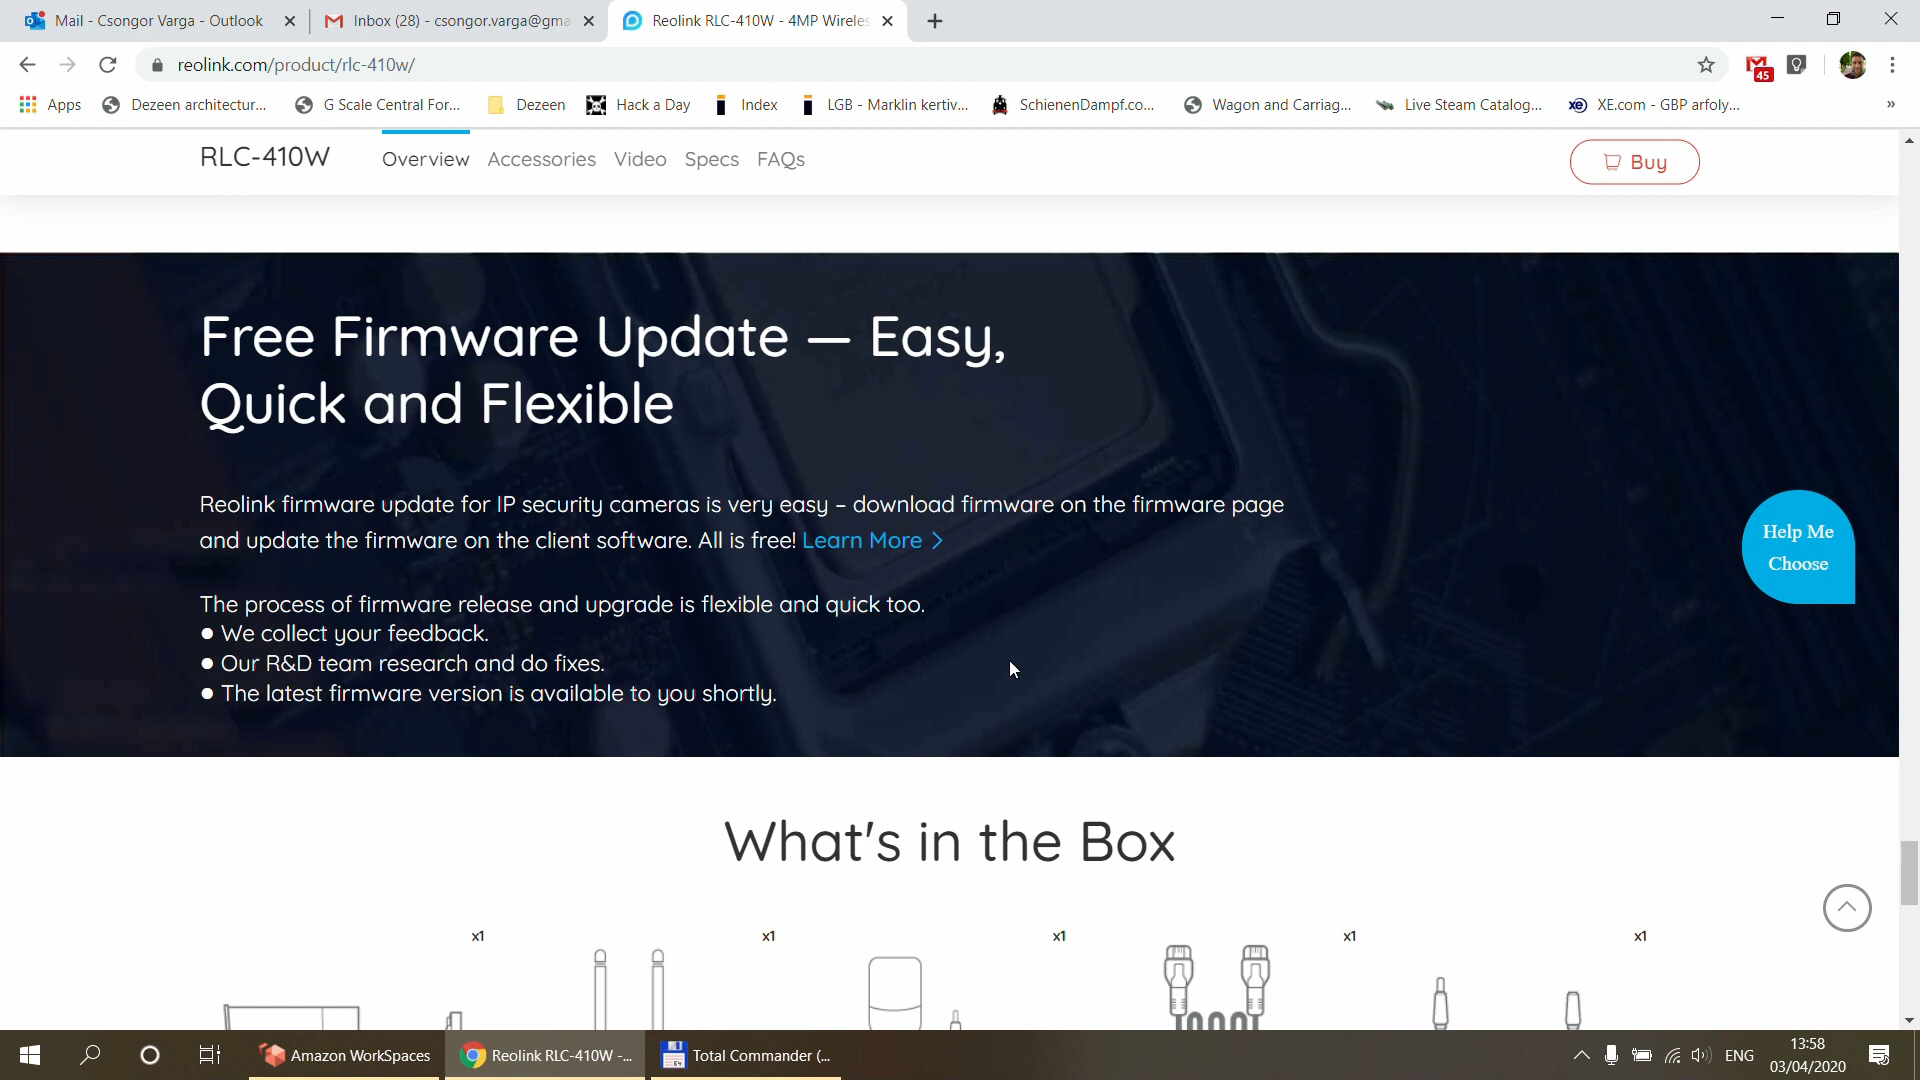 Mail - Csongor Varga - Outlook
Inbox (28) - csongor.varga@gma
Reolink RLC-410W - 4MP Wireles
reolink.com/product/rlc-410w/
45
Apps
Dezeen architectur...
G Scale Central For...
Dezeen
Hack a Day
Index
LGB - Marklin kertiv...
SchienenDampf.co...
Wagon and Carriag...
Live Steam Catalog...
xe
XE.com - GBP arfoly...
»
RLC-410W
Overview
Accessories
Video
Specs
FAQs
Buy
Free Firmware Update — Easy,
Quick and Flexible
Reolink firmware update for IP security cameras is very easy – download firmware on the firmware page
and update the firmware on the client software. All is free! Learn More >
The process of firmware release and upgrade is flexible and quick too.
● We collect your feedback.
● Our R&D team research and do fixes.
● The latest firmware version is available to you shortly.
Help Me
Choose
What's in the Box
x1
x1
x1
x1
x1
Amazon WorkSpaces
Reolink RLC-410W -...
64
Total Commander (...
ENG
13:58
03/04/2020